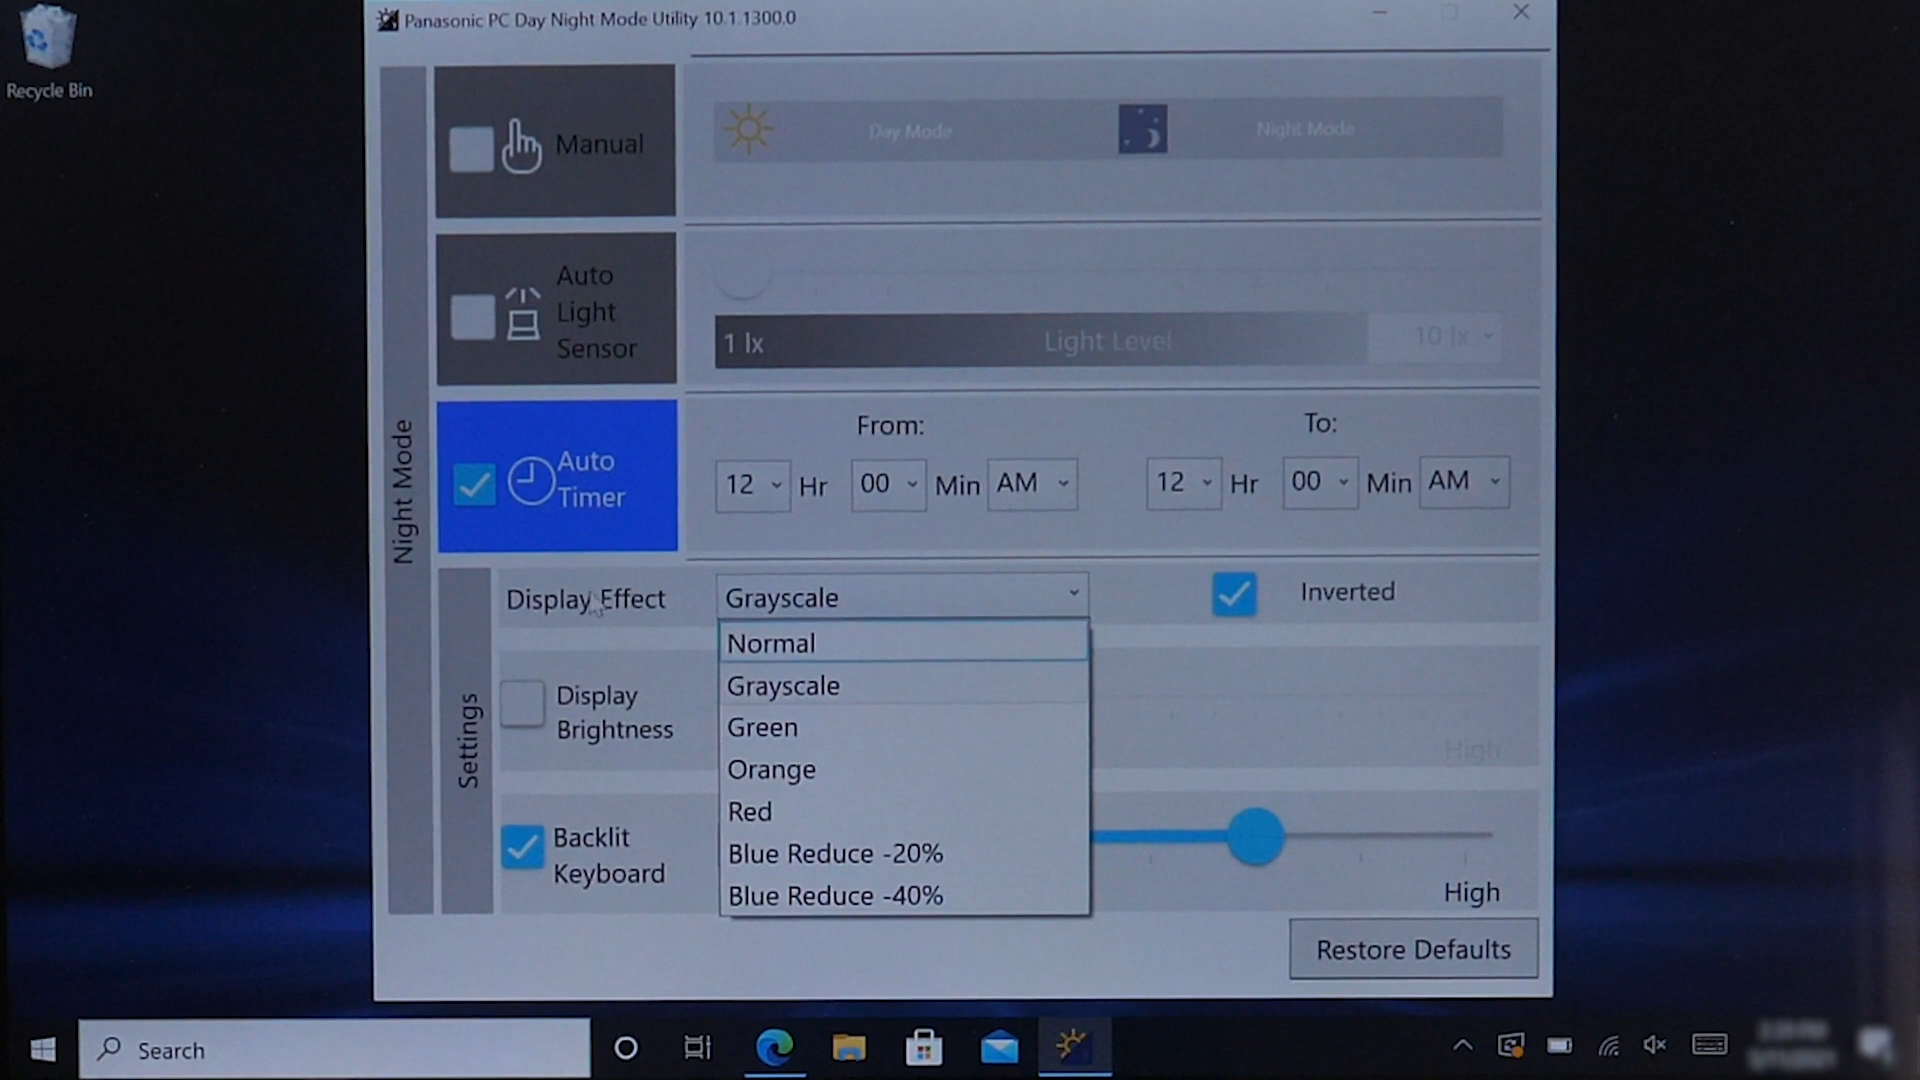 Recycle Bin
Panasonic PC Day Night Mode Utility 10.1.1300.0
Manual
Day Mode
Night Mode
Auto
Light
Sensor
1 lx
Light Level
10 lx
Night Mode
Auto
Timer
From:
12 Hr 00 Min AM
To:
12 Hr 00 Min AM
Settings
Display Effect
Grayscale
Inverted
Normal
Grayscale
Green
Orange
Red
Blue Reduce -20%
Blue Reduce -40%
Display
Brightness
High
Backlit
Keyboard
High
Restore Defaults
Search